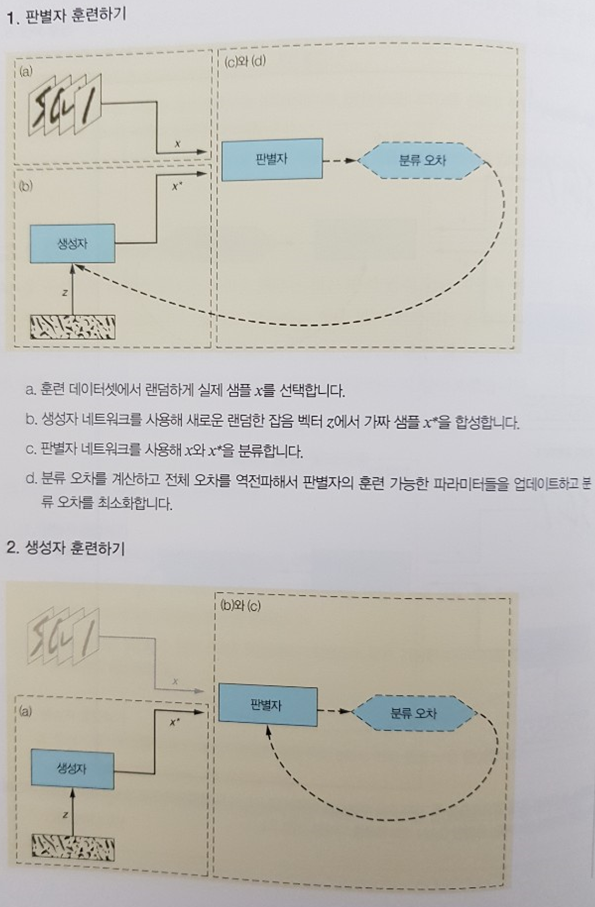 1. 판별자 훈련하기
(a)
(c)와 (d)
x
판별자
분류 오차
(b)
x*
생성자
z
a. 훈련 데이터셋에서 랜덤하게 실제 샘플 x를 선택합니다.
b. 생성자 네트워크를 사용해 새로운 랜덤한 잡음 벡터 z에서 가짜 샘플 x*을 합성합니다.
c. 판별자 네트워크를 사용해 x와 x*을 분류합니다.
d. 분류 오차를 계산하고 전체 오차를 역전파해서 판별자의 훈련 가능한 파라미터들을 업데이트하고 분
류 오차를 최소화합니다.
2. 생성자 훈련하기
(b)와 (c)
x
판별자
분류 오차
(a)
x*
생성자
z